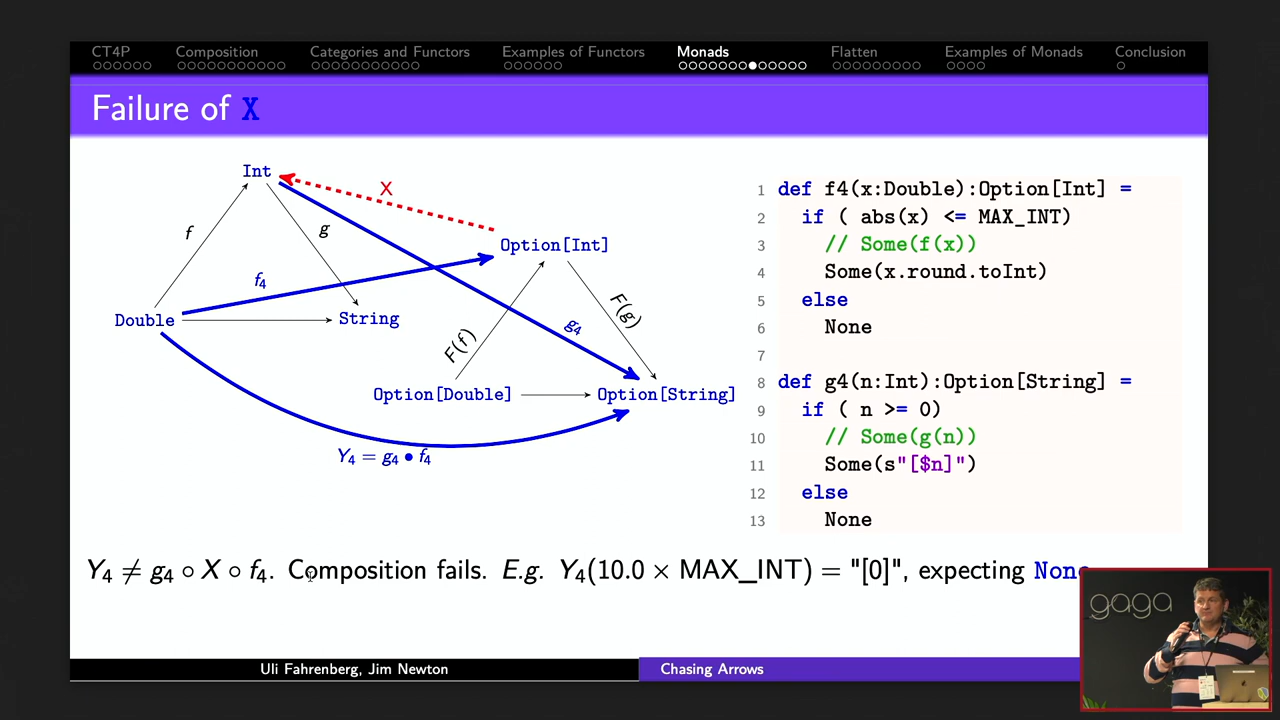 CT4P Composition Categories and Functors Examples of Functors Monads Flatten Examples of Monads Conclusion
Failure of X
Int
X
f
g
Option[Int]
f4
Double
String
g4
F(f)
F(g)
Option[Double]
Option[String]
Y4 = g4 • f4
1 def f4(x:Double):Option[Int] =
2 if ( abs(x) <= MAX_INT)
3 // Some(f(x))
4 Some(x.round.toInt)
5 else
6 None
7
8 def g4(n:Int):Option[String] =
9 if ( n >= 0)
10 // Some(g(n))
11 Some(s"[$n]")
12 else
13 None
Y4 ≠ g4 ∘ X ∘ f4. Composition fails. E.g. Y4(10.0 × MAX_INT) = "[0]", expecting None
gaga
Uli Fahrenberg, Jim Newton
Chasing Arrows